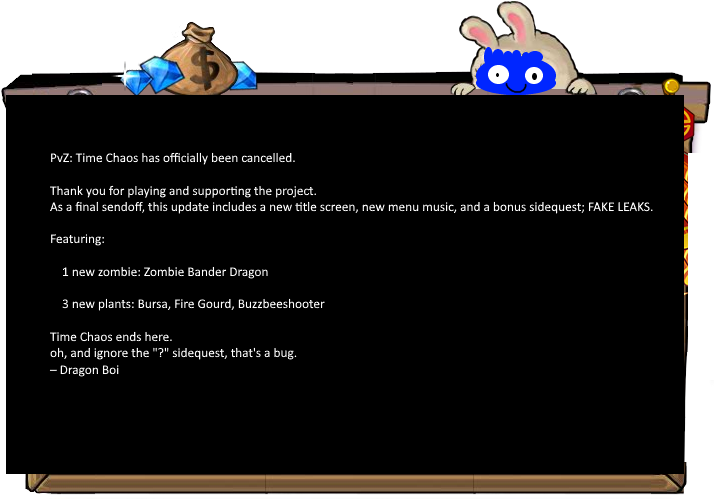 $
PvZ: Time Chaos has officially been cancelled.
Thank you for playing and supporting the project.
As a final sendoff, this update includes a new title screen, new menu music, and a bonus sidequest; FAKE LEAKS.
Featuring:
1 new zombie: Zombie Bander Dragon
3 new plants: Bursa, Fire Gourd, Buzzbeeshooter
Time Chaos ends here.
oh, and ignore the "?" sidequest, that's a bug.
– Dragon Boi